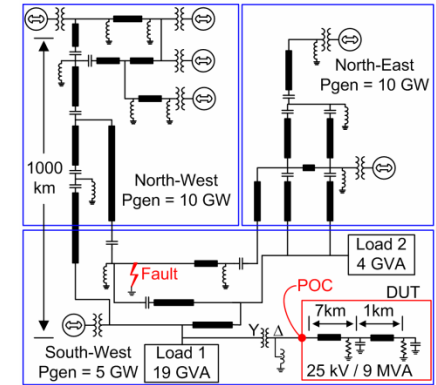 North-East
Pgen = 10 GW
1000
km
North-West
Pgen = 10 GW
Load 2
4 GVA
Fault
POC
DUT
7km
1km
Y
Δ
South-West
Pgen = 5 GW
Load 1
19 GVA
25 kV / 9 MVA